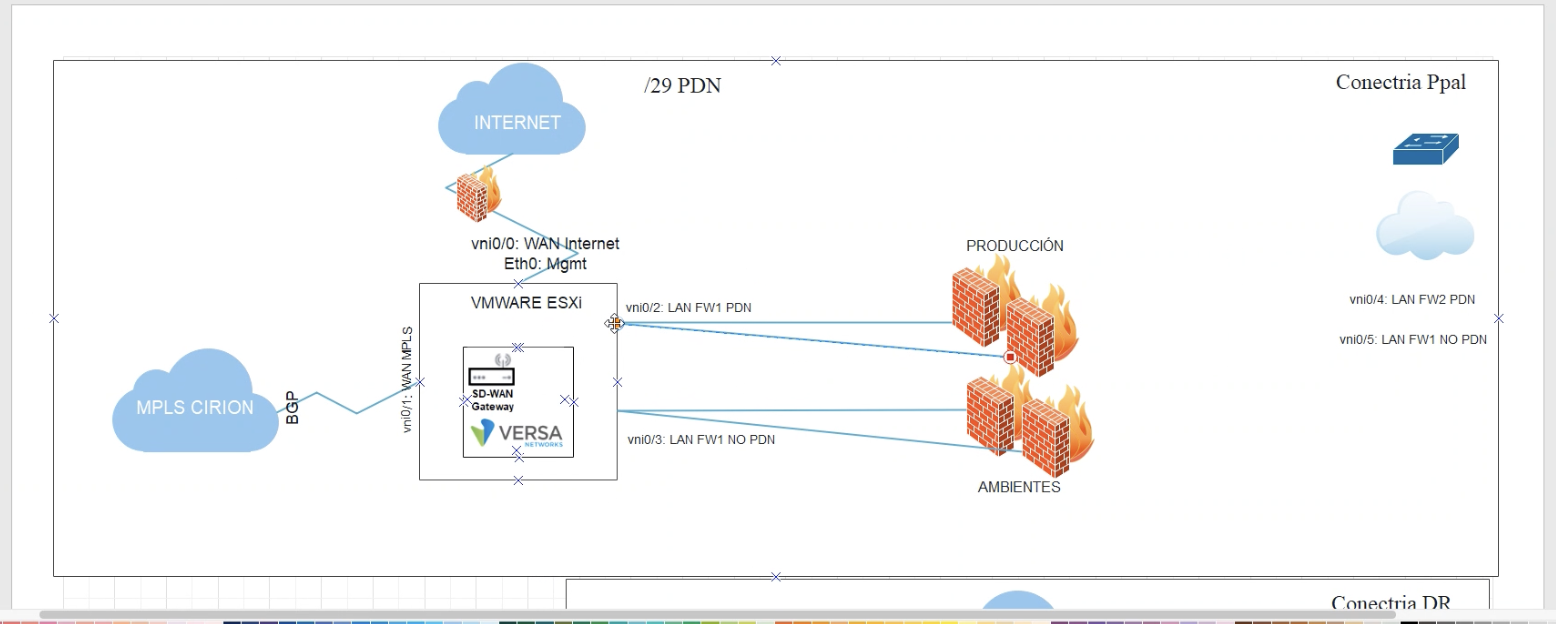 /29 PDN
Conectria Ppal
INTERNET
vni0/0: WAN Internet
Eth0: Mgmt
PRODUCCIÓN
VMWARE ESXi
vni0/2: LAN FW1 PDN
vni0/4: LAN FW2 PDN
vni0/5: LAN FW1 NO PDN
MPLS CIRION
BGP
vni0/1: WAN MPLS
SD-WAN
Gateway
VERSA
NETWORKS
vni0/3: LAN FW1 NO PDN
AMBIENTES
Conectria DR